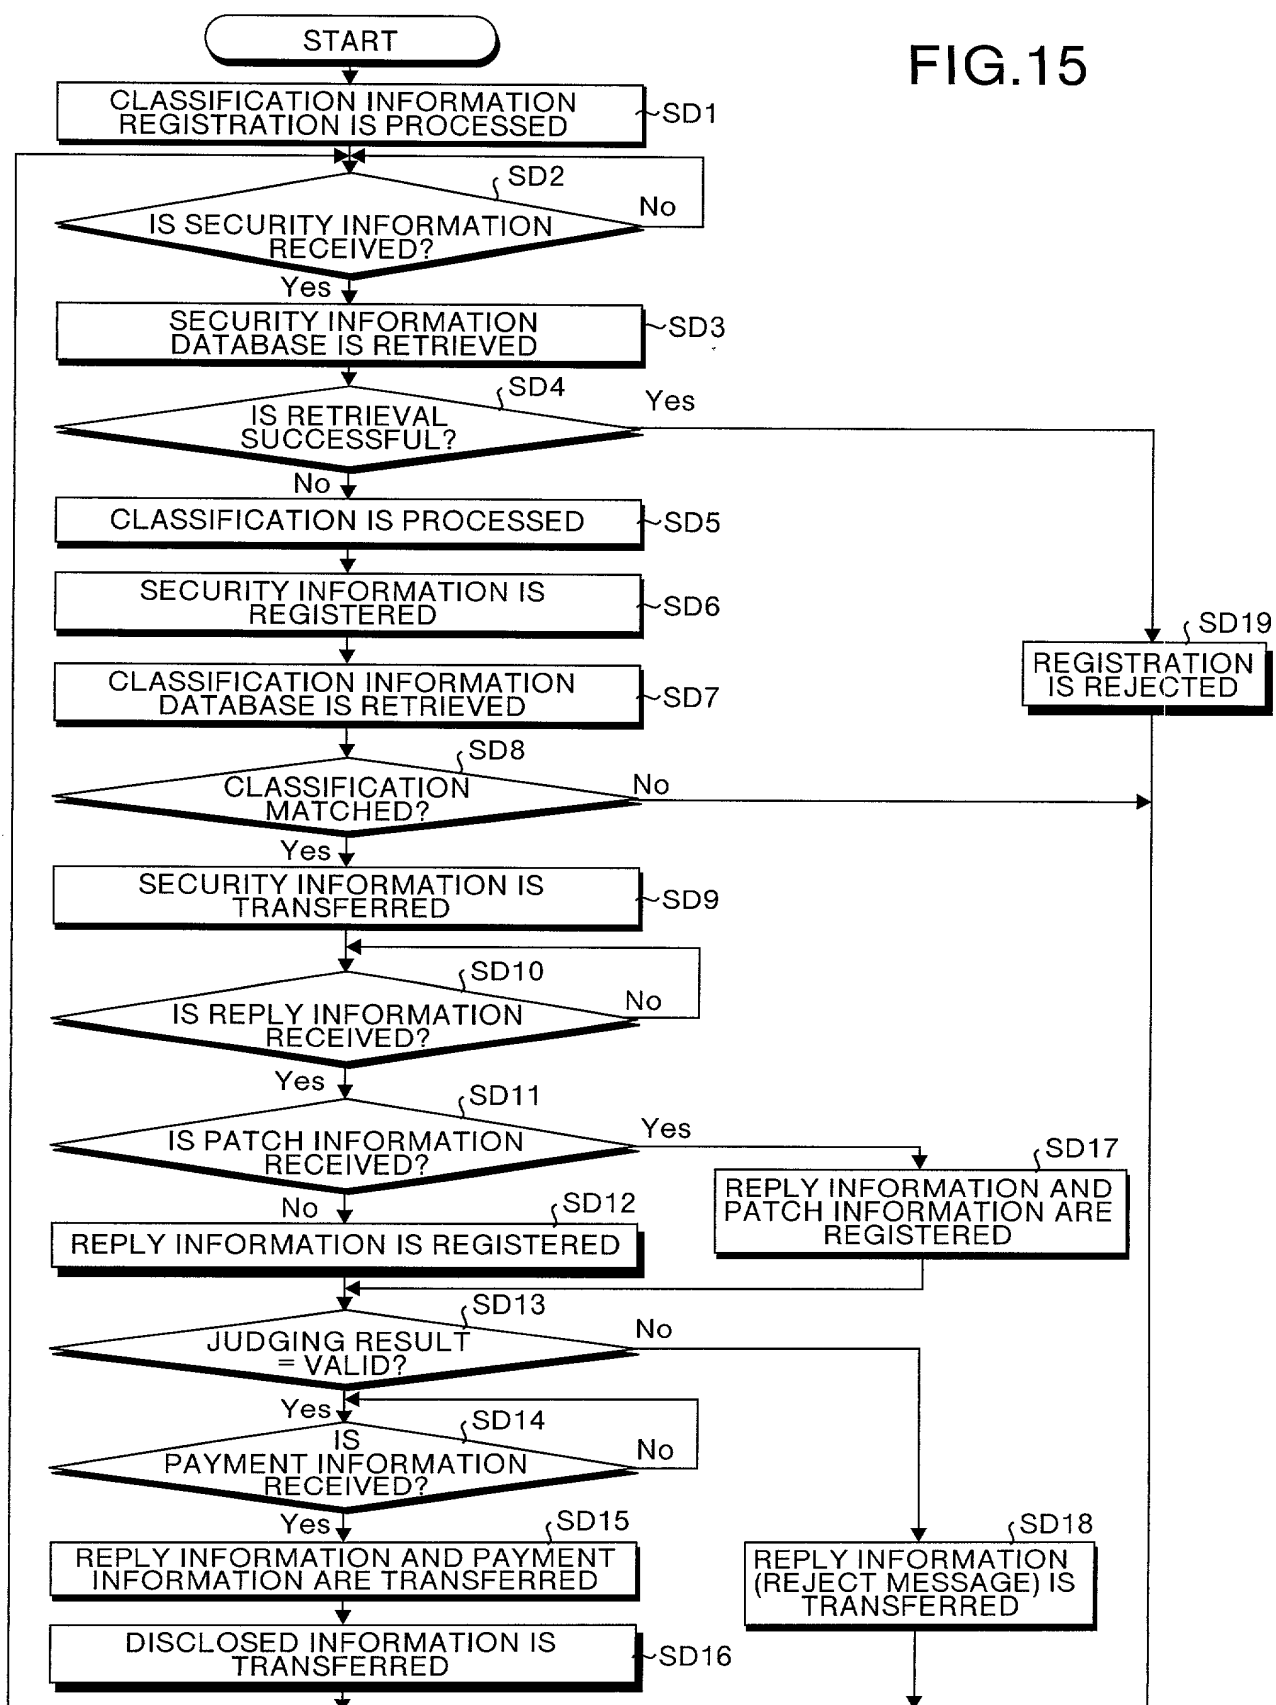 START
FIG.15
CLASSIFICATION INFORMATION
REGISTRATION IS PROCESSED
SD1
SD2
No
IS SECURITY INFORMATION
RECEIVED?
Yes
SECURITY INFORMATION
DATABASE IS RETRIEVED
SD3
SD4
Yes
IS RETRIEVAL
SUCCESSFUL?
No
CLASSIFICATION IS PROCESSED
SD5
SECURITY INFORMATION IS
REGISTERED
SD6
SD19
REGISTRATION
IS REJECTED
CLASSIFICATION INFORMATION
DATABASE IS RETRIEVED
SD7
SD8
No
CLASSIFICATION
MATCHED?
Yes
SECURITY INFORMATION IS
TRANSFERRED
SD9
SD10
No
IS REPLY INFORMATION
RECEIVED?
Yes
SD11
Yes
IS PATCH INFORMATION
RECEIVED?
SD17
REPLY INFORMATION AND
PATCH INFORMATION ARE
REGISTERED
No
SD12
REPLY INFORMATION IS REGISTERED
SD13
No
JUDGING RESULT
= VALID?
Yes
SD14
No
IS
PAYMENT INFORMATION
RECEIVED?
Yes
SD15
REPLY INFORMATION AND PAYMENT
INFORMATION ARE TRANSFERRED
SD18
REPLY INFORMATION
(REJECT MESSAGE) IS
TRANSFERRED
DISCLOSED INFORMATION IS
TRANSFERRED
SD16